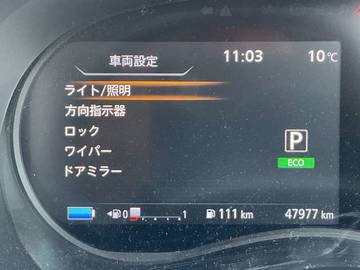 車両設定 11:03 10℃
ライト/照明
方向指示器
ロック
ワイパー
ドアミラー
P
ECO
0 1 111 km 47977 km